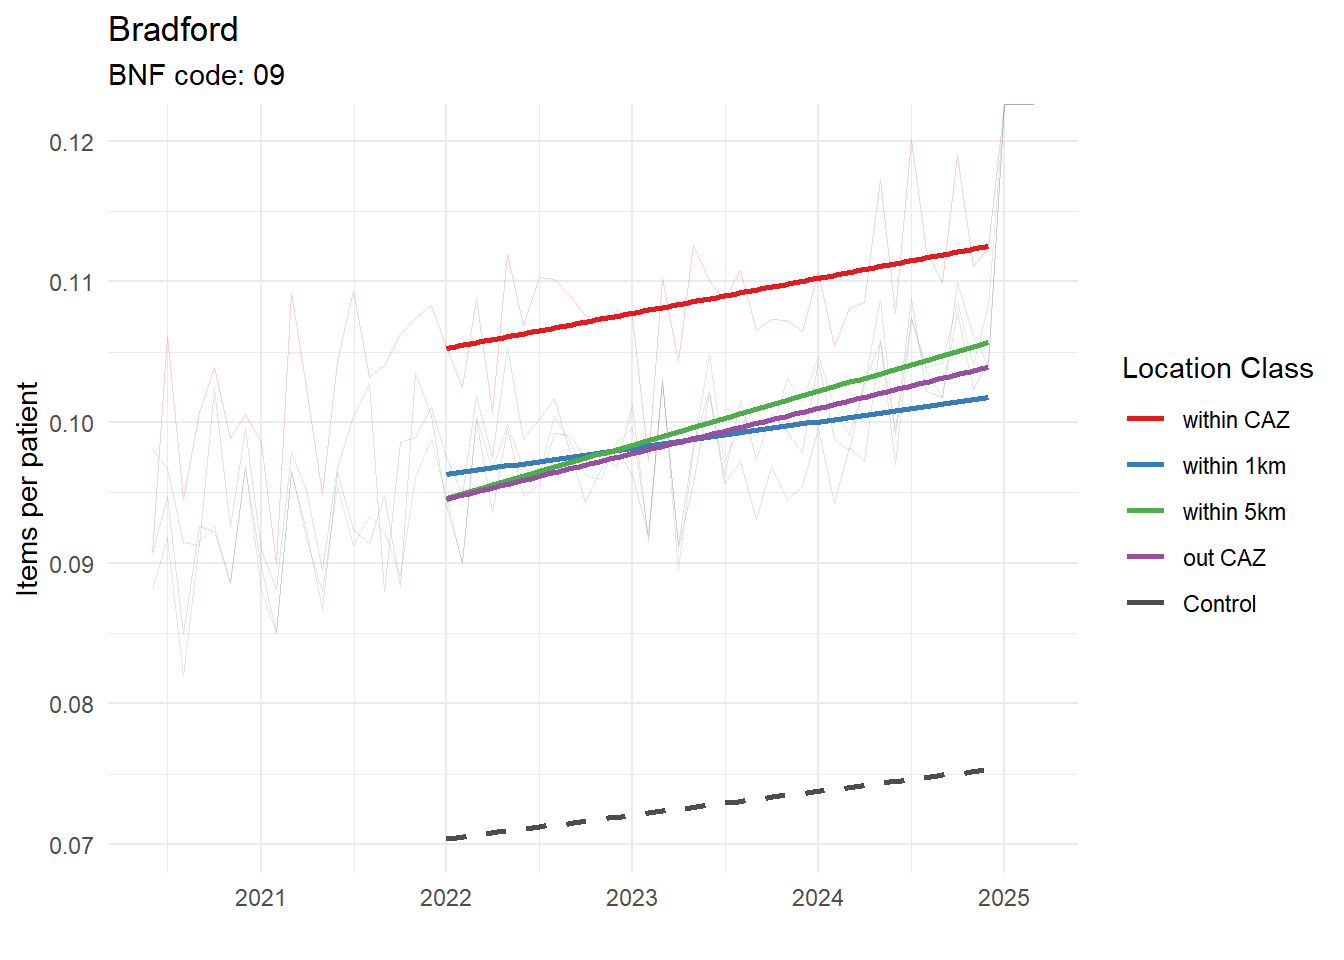 Bradford
BNF code: 09
Items per patient
0.12
0.11
0.10
0.09
0.08
0.07
2021
2022
2023
2024
2025
Location Class
within CAZ
within 1km
within 5km
out CAZ
Control